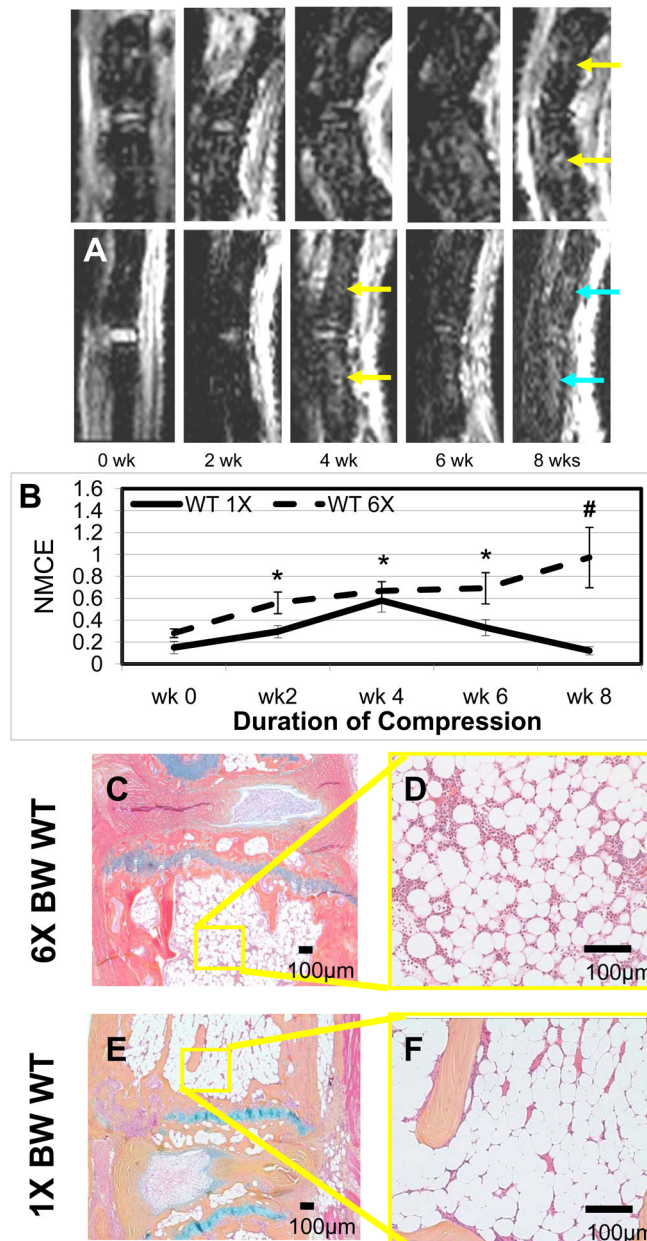 A
0 wk 2 wk 4 wk 6 wk 8 wks
B
1.6
1.4
1.2
1
0.8
0.6
0.4
0.2
0
NMCE
WT 1X WT 6X
* * * #
wk 0 wk2 wk 4 wk 6 wk 8
Duration of Compression
6X BW WT
C
100µm
D
100µm
1X BW WT
E
100µm
F
100µm